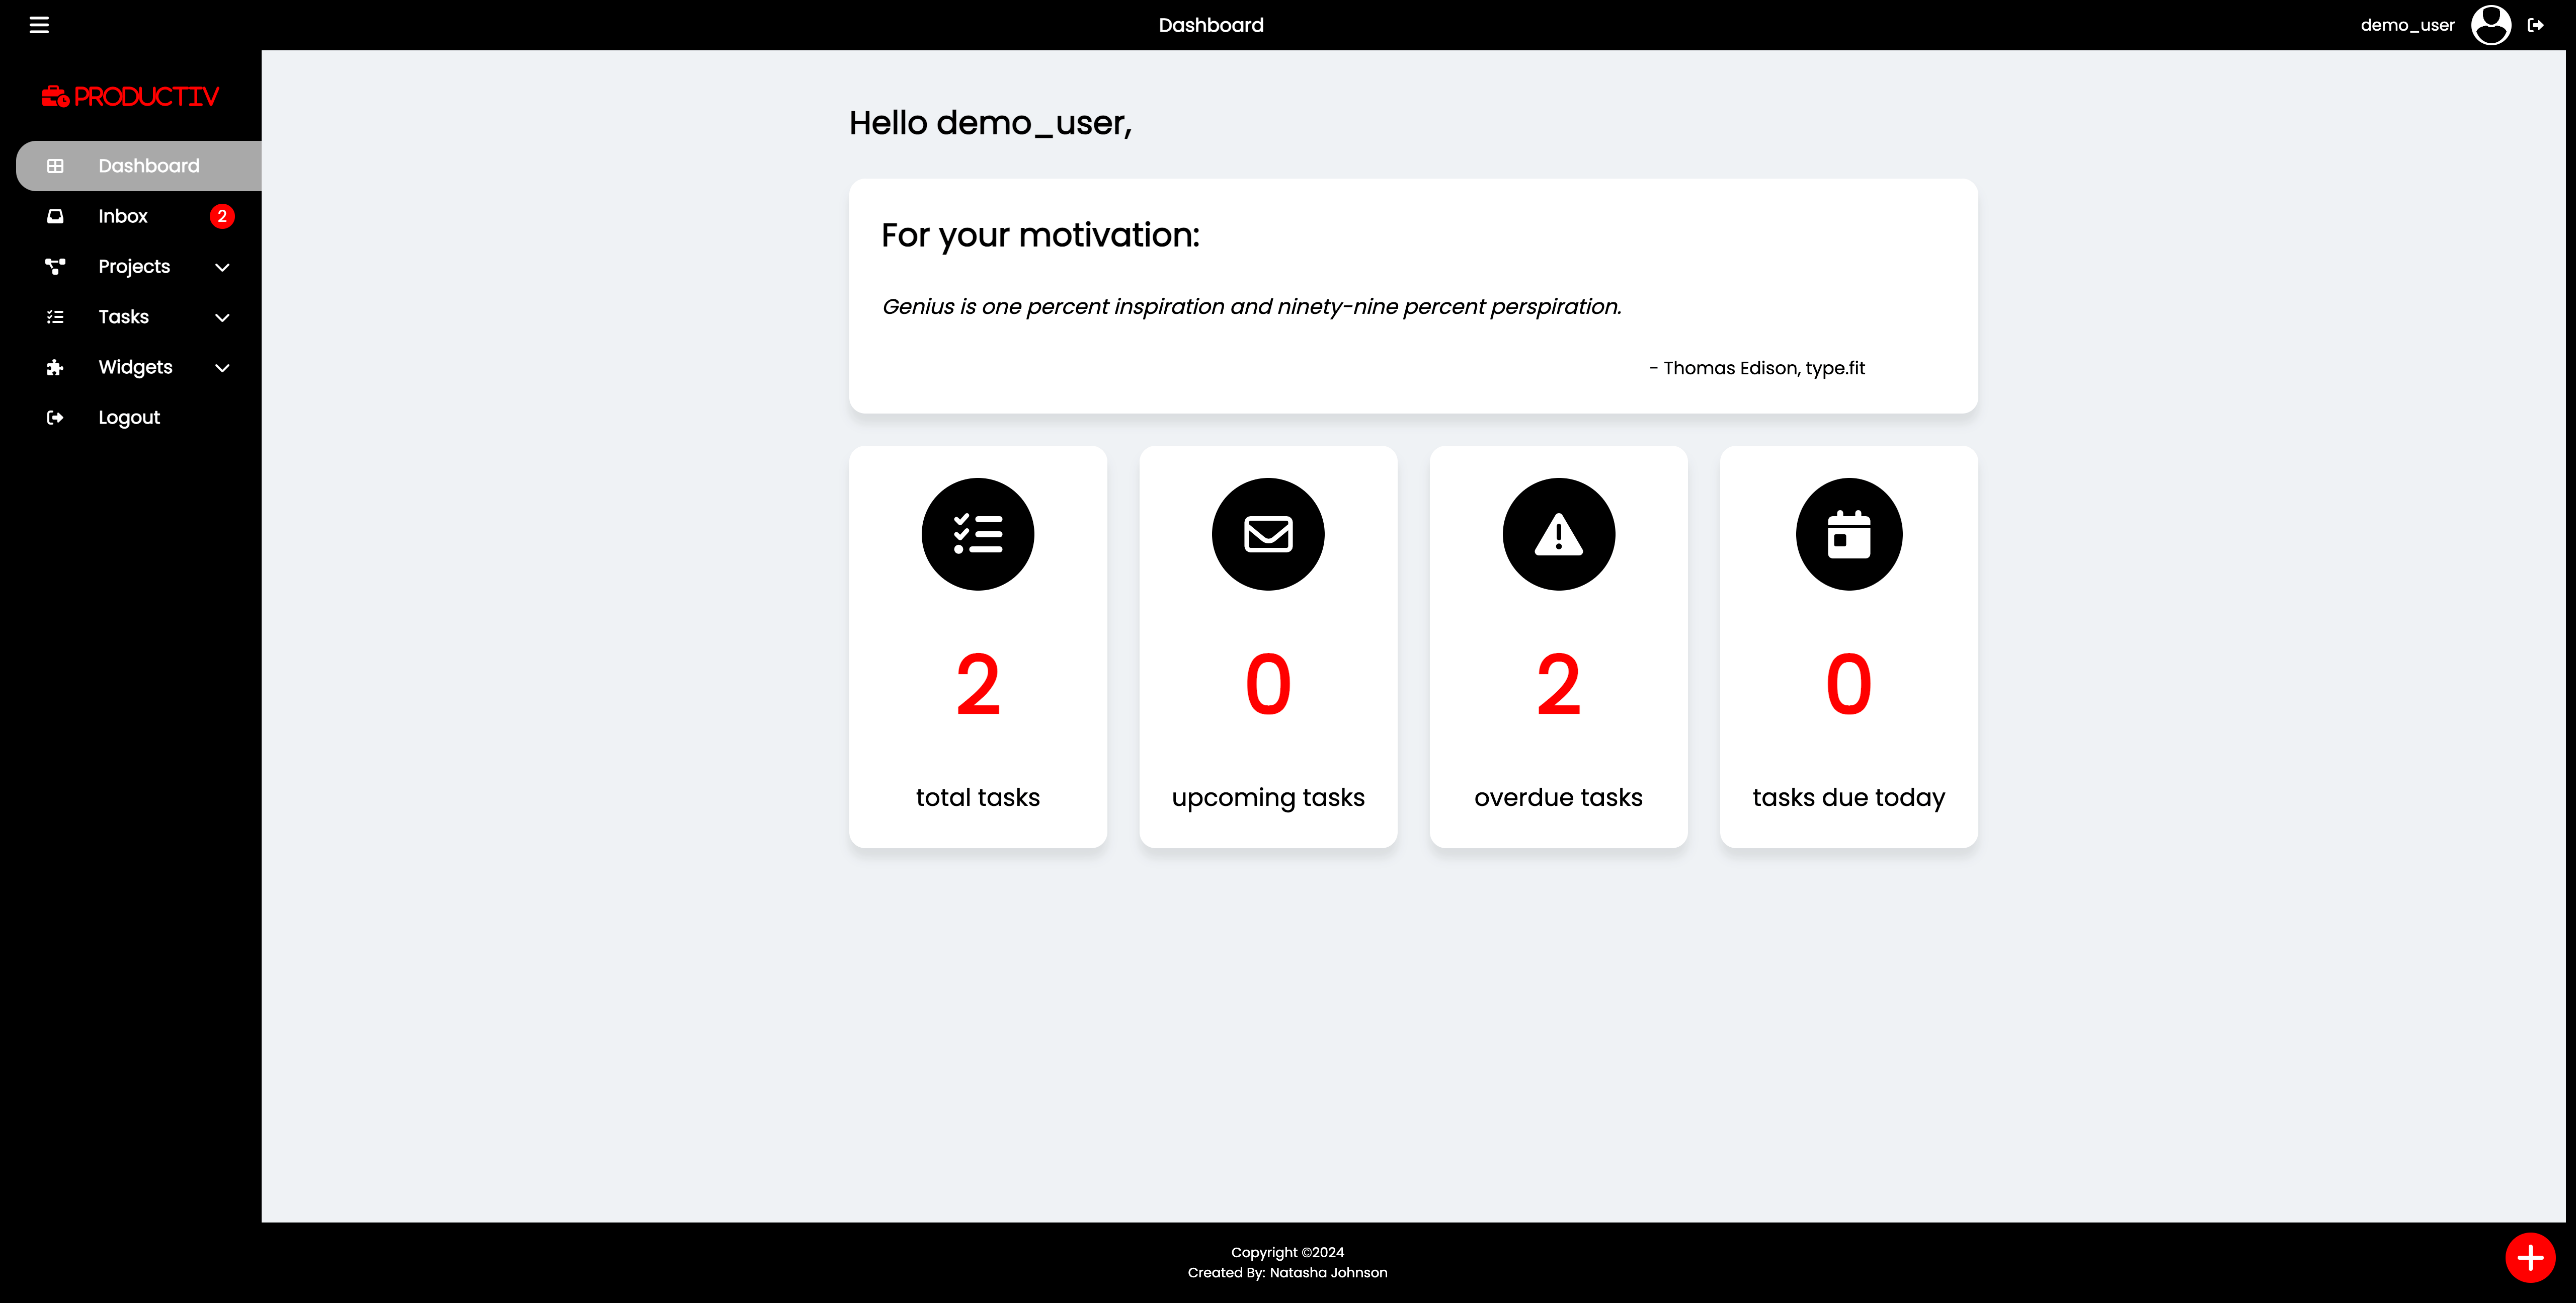 Dashboard
demo_user
PRODUCTIV
Dashboard
Inbox 2
Projects
Tasks
Widgets
Logout
Hello demo_user,
For your motivation:
Genius is one percent inspiration and ninety-nine percent perspiration.
- Thomas Edison, type.fit
2
total tasks
0
upcoming tasks
2
overdue tasks
0
tasks due today
Copyright ©2024
Created By: Natasha Johnson